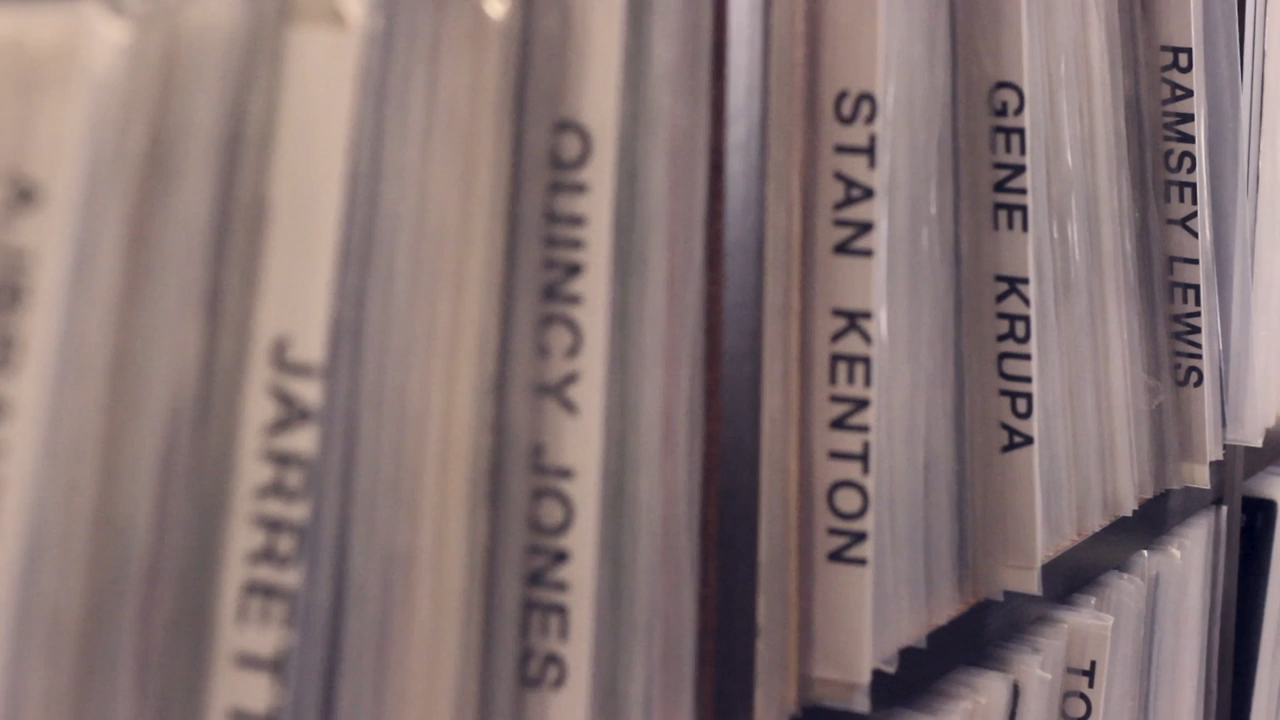 JARRETT
QUINCY JONES
STAN KENTON
GENE KRUPA
RAMSEY LEWIS